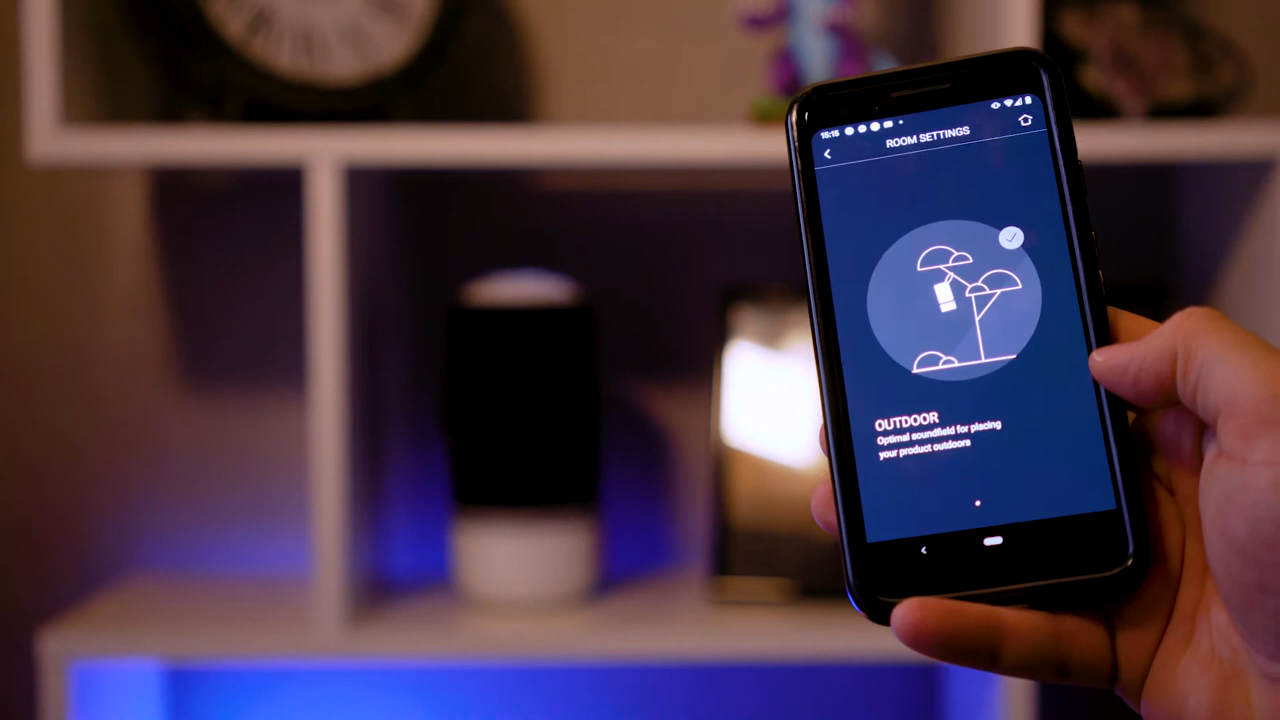 15:15
ROOM SETTINGS
OUTDOOR
Optimal soundfield for placing
your product outdoors